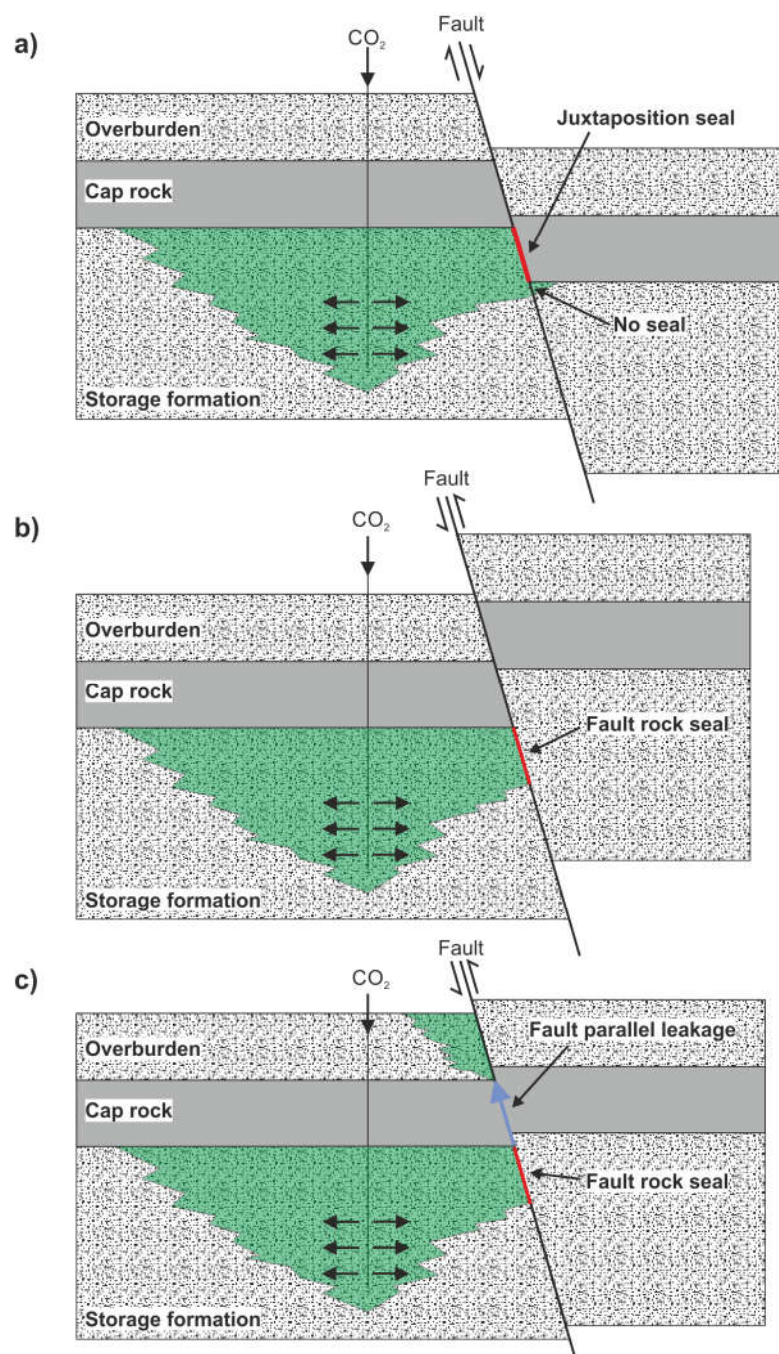 a)
CO₂
Fault
Overburden
Juxtaposition seal
Cap rock
No seal
Storage formation
b)
Fault
CO₂
Overburden
Cap rock
Fault rock seal
Storage formation
c)
Fault
CO₂
Fault parallel leakage
Overburden
Cap rock
Fault rock seal
Storage formation